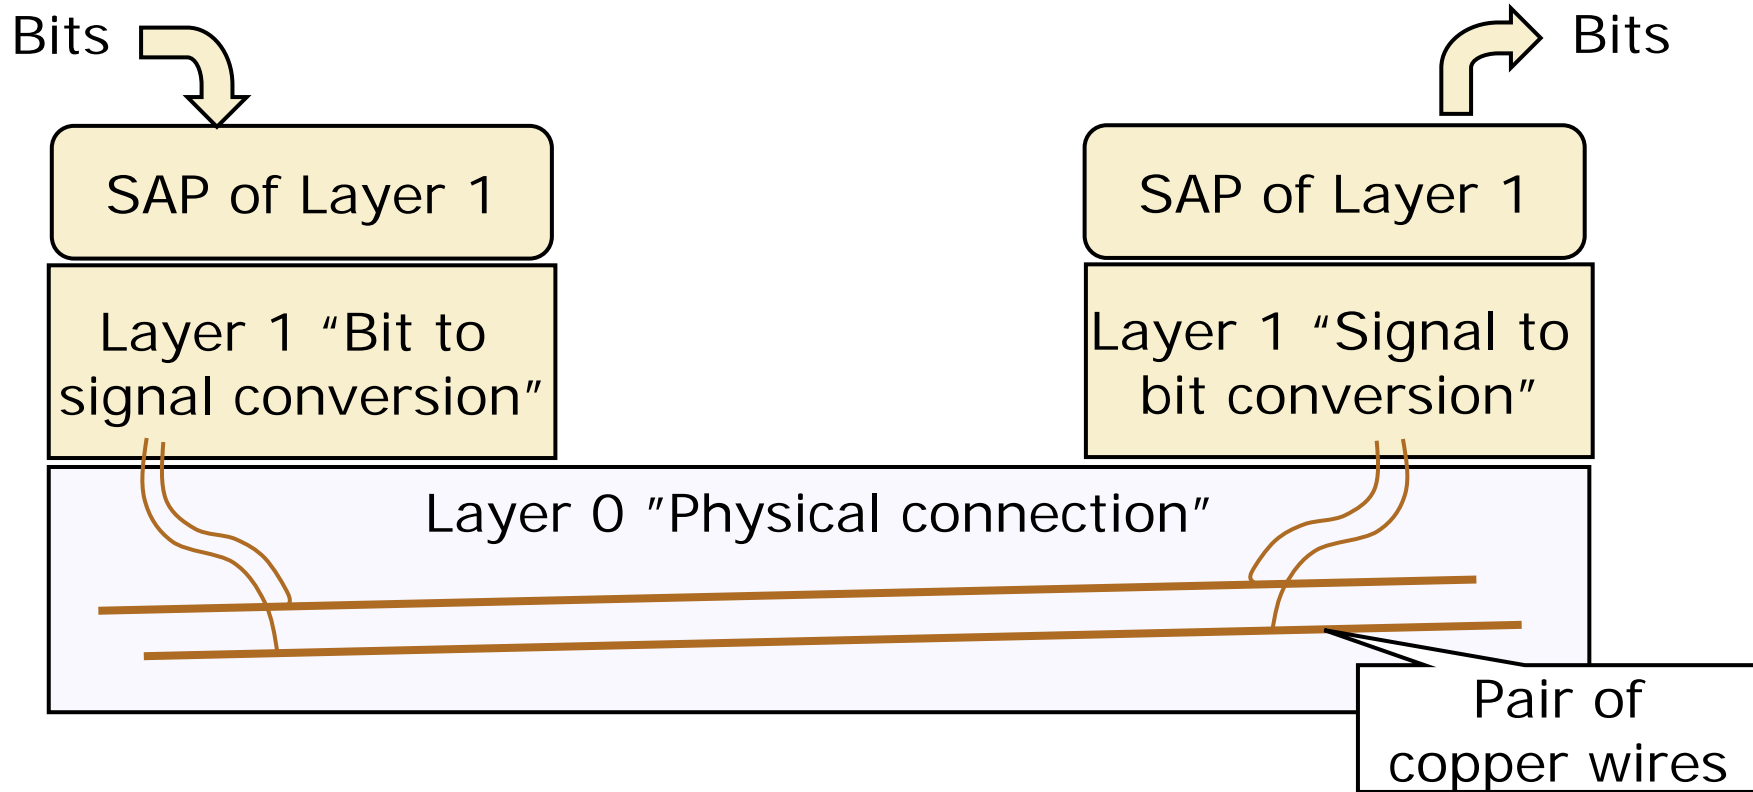 Bits
Bits
SAP of Layer 1
SAP of Layer 1
Layer 1 “Bit to
signal conversion”
Layer 1 “Signal to
bit conversion”
Layer 0 ”Physical connection”
Pair of
copper wires